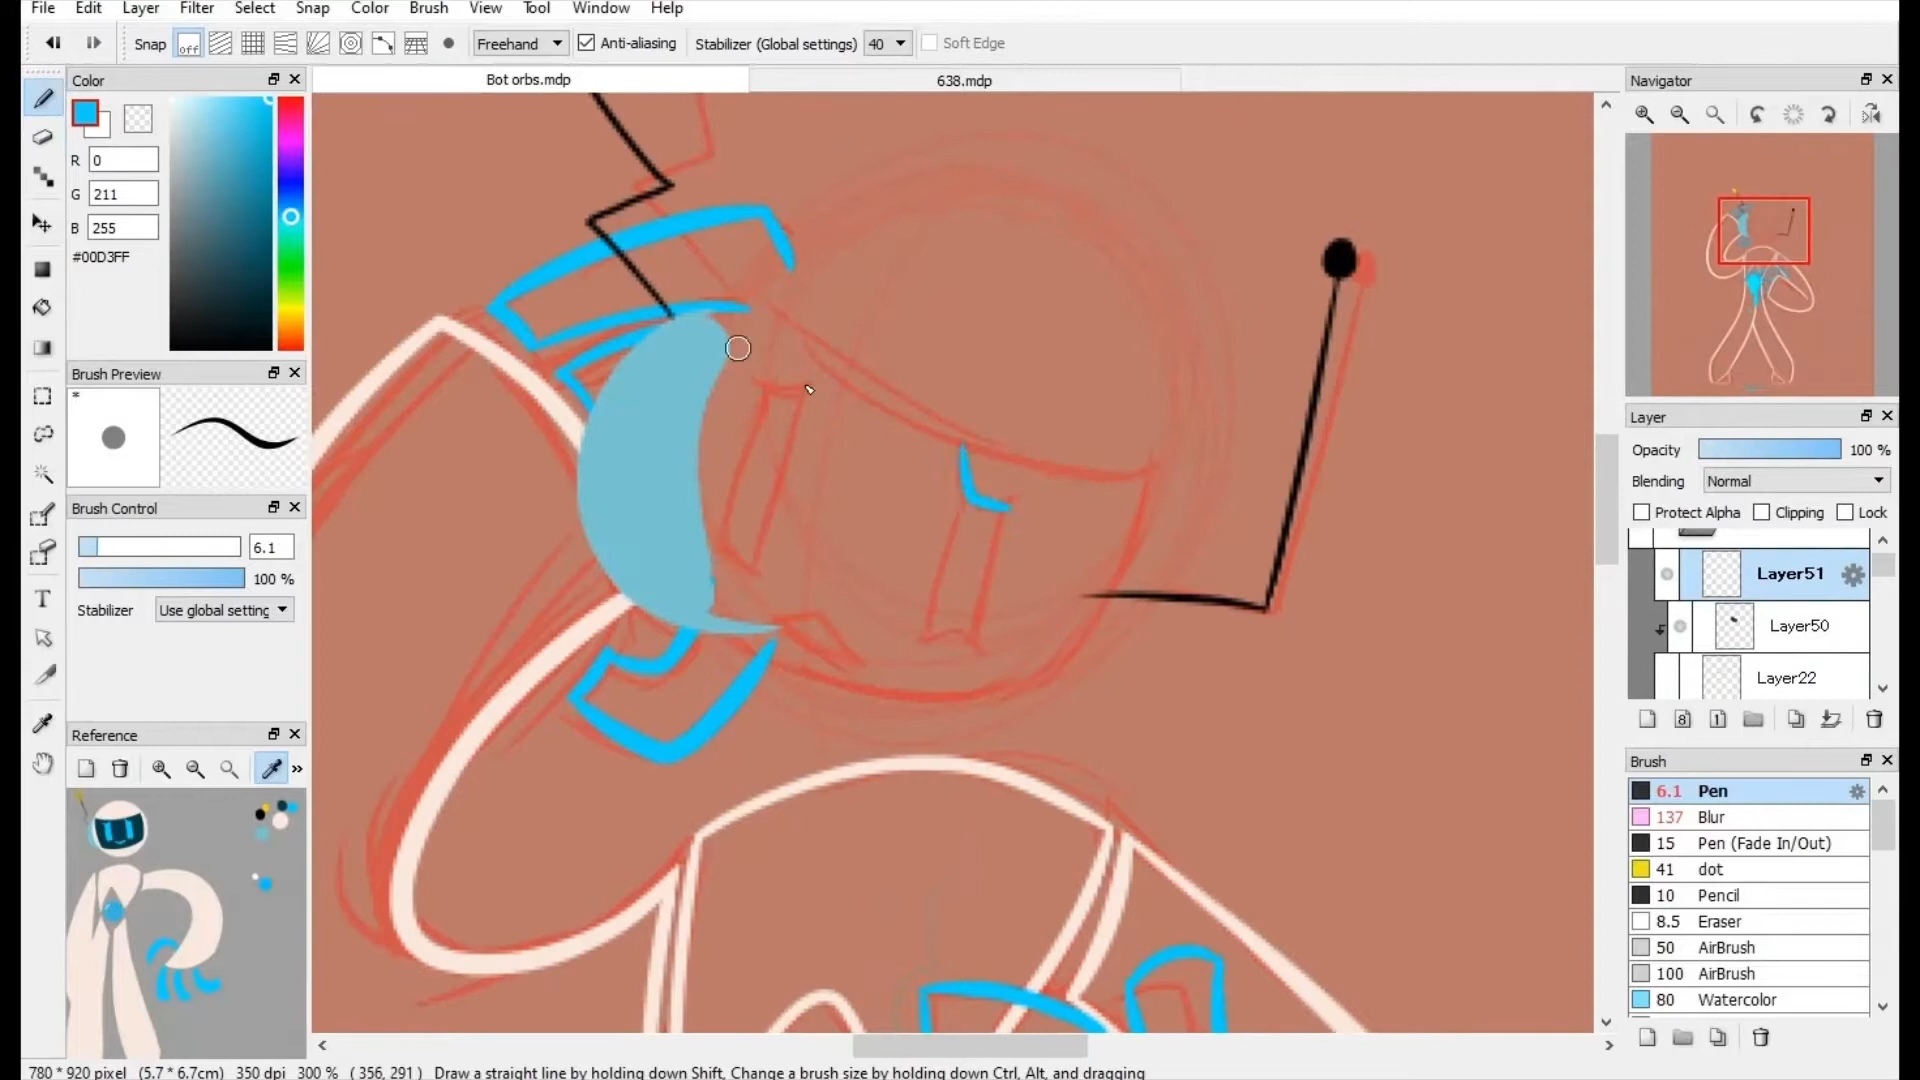 File Edit Layer Filter Select Snap Color Brush View Tool Window Help
Snap off Freehand Anti-aliasing Stabilizer (Global settings) 40 Soft Edge
Color
Bot orbs.mdp
638.mdp
Navigator
R 0
G 211
B 255
#00D3FF
Brush Preview
*
Brush Control
6.1
100 %
Stabilizer Use global setting
Reference
»
Layer
Opacity 100 %
Blending Normal
Protect Alpha Clipping Lock
Layer51
Layer50
Layer22
8 1
Brush
6.1 Pen
137 Blur
15 Pen (Fade In/Out)
41 dot
10 Pencil
8.5 Eraser
50 AirBrush
100 AirBrush
80 Watercolor
T
780 * 920 pixel (5.7 * 6.7cm) 350 dpi 300 % ( 356, 291 ) Draw a straight line by holding down Shift, Change a brush size by holding down Ctrl, Alt, and dragging